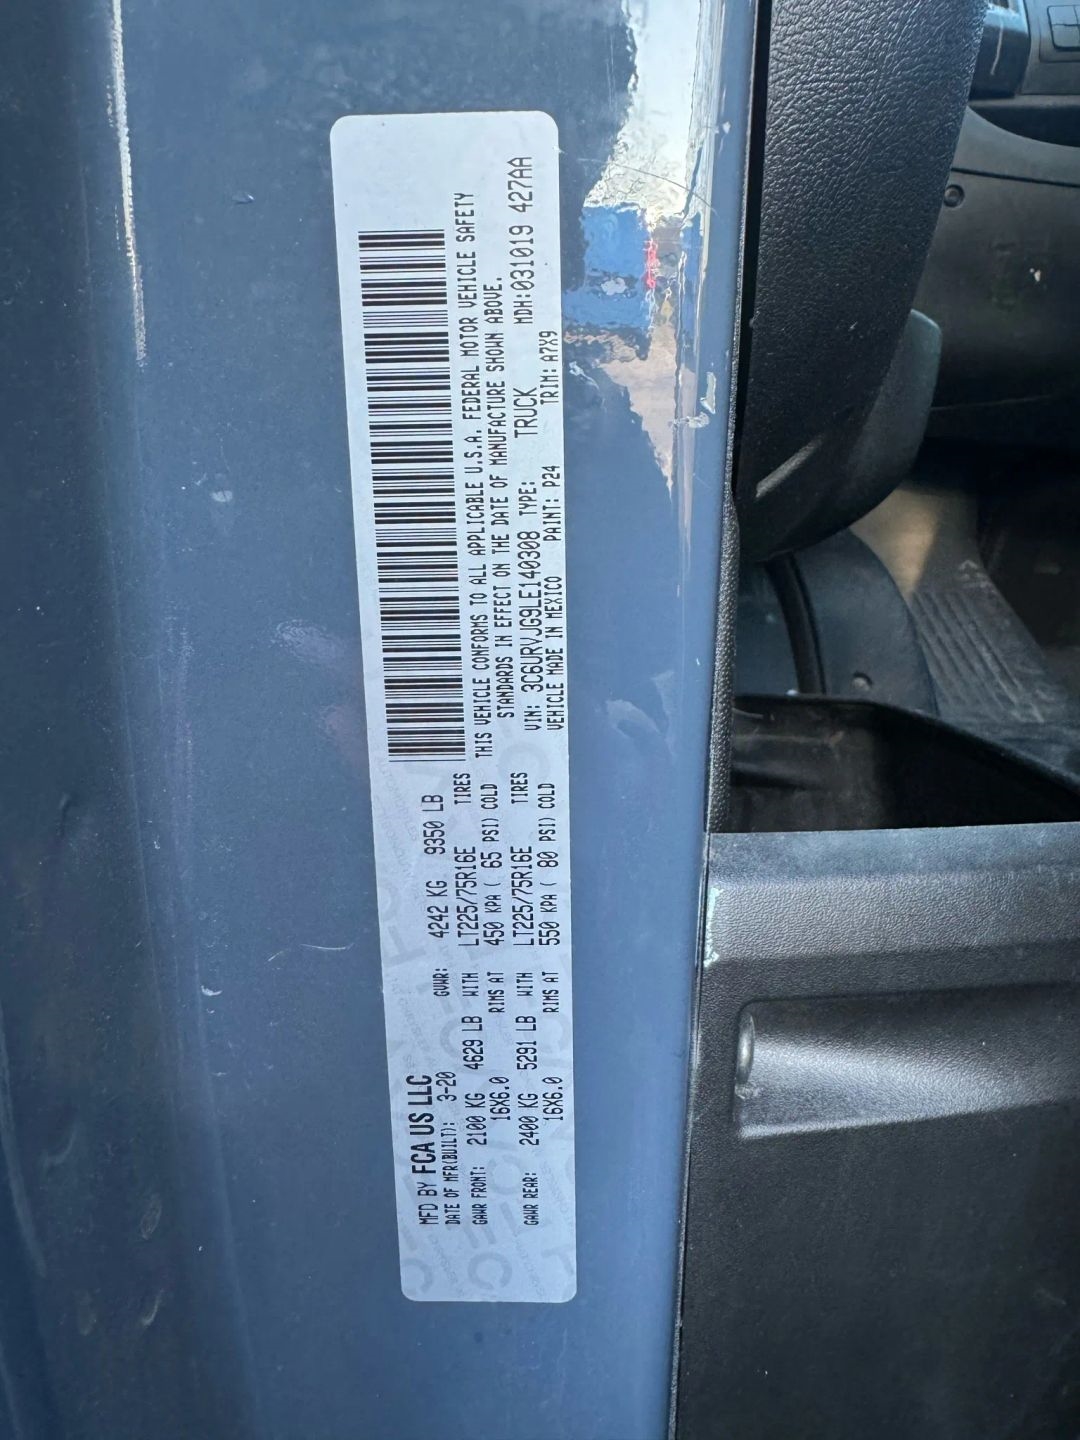 MFD BY FCA US LLC
DATE OF MFR(BUILT): 3-20 GVWR: 4242 KG 9350 LB
GAWR FRONT: 2100 KG 4629 LB WITH LT225/75R16E TIRES
16X6.0 RIMS AT 450 KPA ( 65 PSI) COLD
GAWR REAR: 2400 KG 5291 LB WITH LT225/75R16E TIRES
16X6.0 RIMS AT 550 KPA ( 80 PSI) COLD
THIS VEHICLE CONFORMS TO ALL APPLICABLE U.S.A. FEDERAL MOTOR VEHICLE SAFETY
STANDARDS IN EFFECT ON THE DATE OF MANUFACTURE SHOWN ABOVE.
VIN: 3C6URVJG9LE140308 TYPE: TRUCK MDH:031019 427AA
VEHICLE MADE IN MEXICO PAINT: P24 TRIM: A7X9